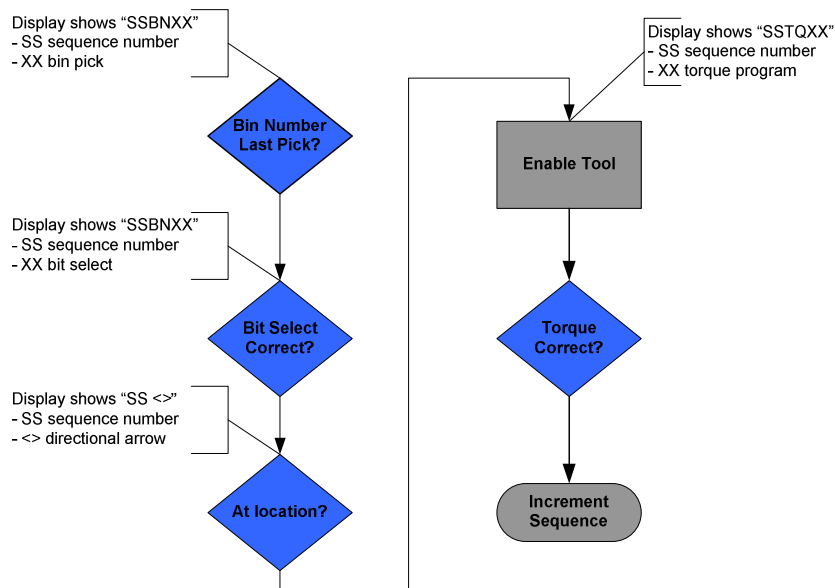 Display shows “SSBNXX”
- SS sequence number
- XX bin pick
Bin Number
Last Pick?
Display shows “SSBNXX”
- SS sequence number
- XX bit select
Bit Select
Correct?
Display shows “SS <>”
- SS sequence number
- <> directional arrow
At location?
Display shows “SSTQXX”
- SS sequence number
- XX torque program
Enable Tool
Torque
Correct?
Increment
Sequence